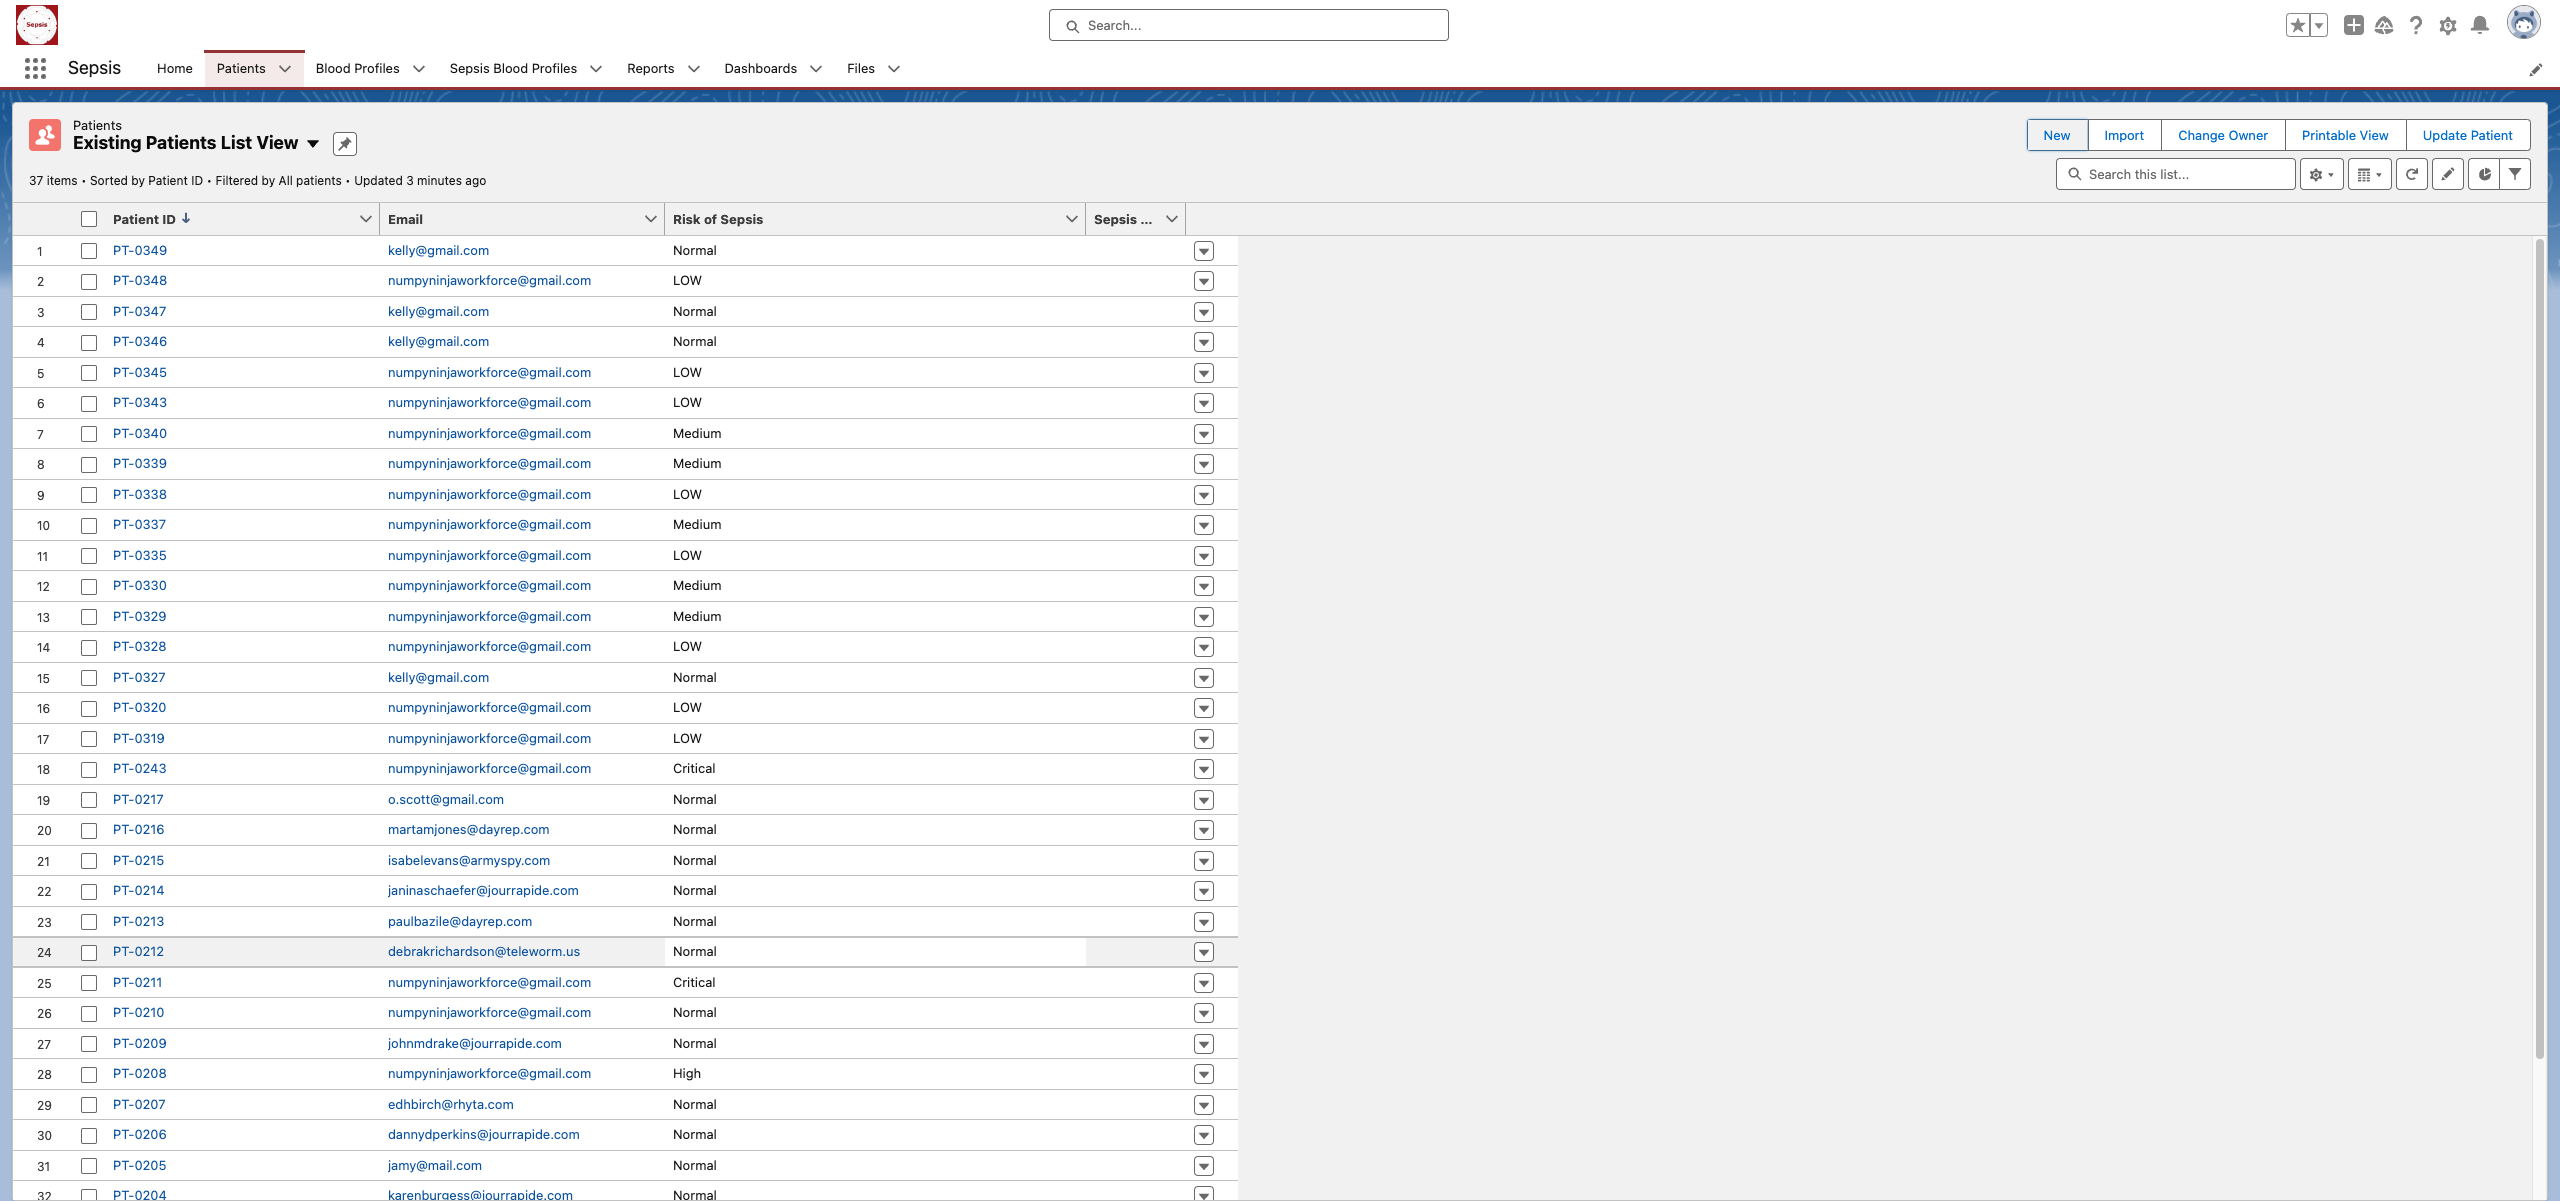 Sepsis
Search...
Sepsis Home Patients Blood Profiles Sepsis Blood Profiles Reports Dashboards Files
Patients
Existing Patients List View
New Import Change Owner Printable View Update Patient
37 items • Sorted by Patient ID • Filtered by All patients • Updated 3 minutes ago
Search this list...
Patient ID Email Risk of Sepsis Sepsis ...
1 PT-0349 kelly@gmail.com Normal
2 PT-0348 numpyninjaworkforce@gmail.com LOW
3 PT-0347 kelly@gmail.com Normal
4 PT-0346 kelly@gmail.com Normal
5 PT-0345 numpyninjaworkforce@gmail.com LOW
6 PT-0343 numpyninjaworkforce@gmail.com LOW
7 PT-0340 numpyninjaworkforce@gmail.com Medium
8 PT-0339 numpyninjaworkforce@gmail.com Medium
9 PT-0338 numpyninjaworkforce@gmail.com LOW
10 PT-0337 numpyninjaworkforce@gmail.com Medium
11 PT-0335 numpyninjaworkforce@gmail.com LOW
12 PT-0330 numpyninjaworkforce@gmail.com Medium
13 PT-0329 numpyninjaworkforce@gmail.com Medium
14 PT-0328 numpyninjaworkforce@gmail.com LOW
15 PT-0327 kelly@gmail.com Normal
16 PT-0320 numpyninjaworkforce@gmail.com LOW
17 PT-0319 numpyninjaworkforce@gmail.com LOW
18 PT-0243 numpyninjaworkforce@gmail.com Critical
19 PT-0217 o.scott@gmail.com Normal
20 PT-0216 martamjones@dayrep.com Normal
21 PT-0215 isabelevans@armyspy.com Normal
22 PT-0214 janinaschaefer@jourrapide.com Normal
23 PT-0213 paulbazile@dayrep.com Normal
24 PT-0212 debrakrichardson@teleworm.us Normal
25 PT-0211 numpyninjaworkforce@gmail.com Critical
26 PT-0210 numpyninjaworkforce@gmail.com Normal
27 PT-0209 johnmdrake@jourrapide.com Normal
28 PT-0208 numpyninjaworkforce@gmail.com High
29 PT-0207 edhbirch@rhyta.com Normal
30 PT-0206 dannydperkins@jourrapide.com Normal
31 PT-0205 jamy@mail.com Normal
32 PT-0204 karenburgess@jourrapide.com Normal